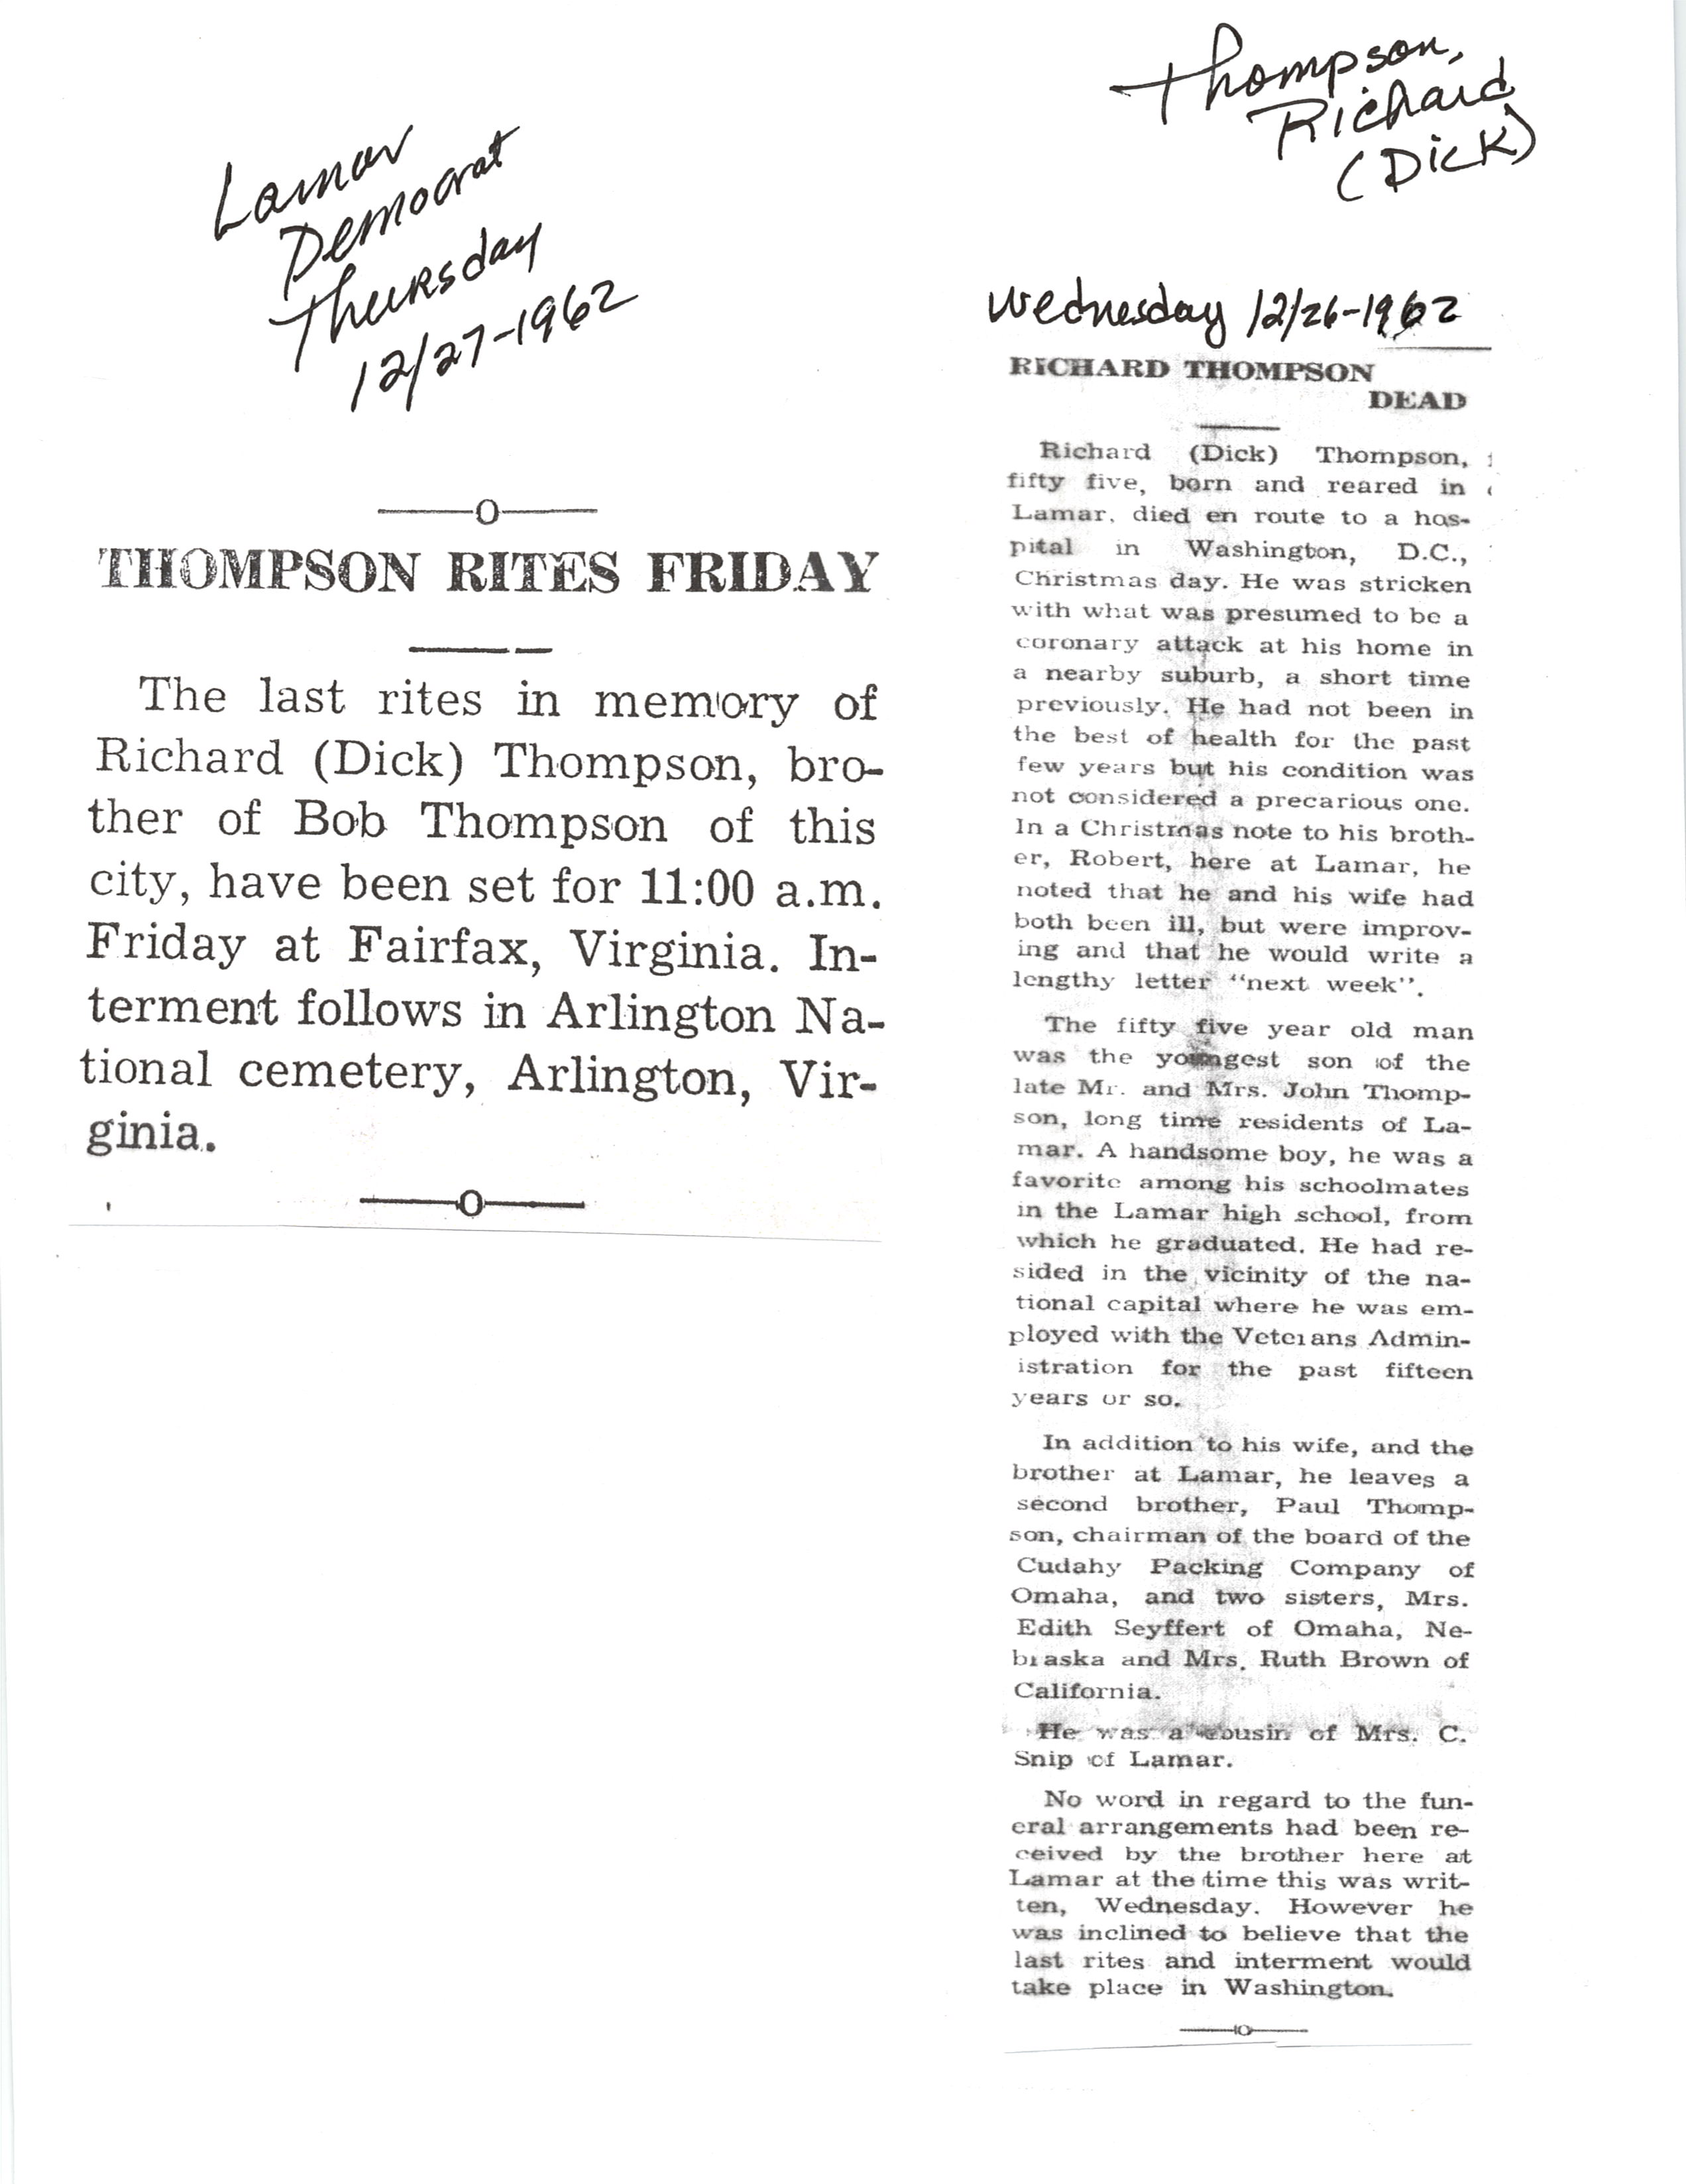 Lamar
Democrat
Thursday
12/27-1962
—O—
THOMPSON RITES FRIDAY
The last rites in memory of
Richard (Dick) Thompson, bro-
ther of Bob Thompson of this
city, have been set for 11:00 a.m.
Friday at Fairfax, Virginia. In-
terment follows in Arlington Na-
tional cemetery, Arlington, Vir-
ginia.
—O—
Thompson,
Richard
(Dick)
Wednesday 12/26-1962
RICHARD THOMPSON
DEAD
Richard (Dick) Thompson,
fifty five, born and reared in
Lamar, died en route to a hos-
pital in Washington, D.C.,
Christmas day. He was stricken
with what was presumed to be a
coronary attack at his home in
a nearby suburb, a short time
previously. He had not been in
the best of health for the past
few years but his condition was
not considered a precarious one.
In a Christmas note to his broth-
er, Robert, here at Lamar, he
noted that he and his wife had
both been ill, but were improv-
ing and that he would write a
lengthy letter "next week".
The fifty five year old man
was the youngest son of the
late Mr. and Mrs. John Thomp-
son, long time residents of La-
mar. A handsome boy, he was a
favorite among his schoolmates
in the Lamar high school, from
which he graduated. He had re-
sided in the vicinity of the na-
tional capital where he was em-
ployed with the Veterans Admin-
istration for the past fifteen
years or so.
In addition to his wife, and the
brother at Lamar, he leaves a
second brother, Paul Thomp-
son, chairman of the board of the
Cudahy Packing Company of
Omaha, and two sisters, Mrs.
Edith Seyffert of Omaha, Ne-
braska and Mrs. Ruth Brown of
California.
He was a cousin of Mrs. C.
Snip of Lamar.
No word in regard to the fun-
eral arrangements had been re-
ceived by the brother here at
Lamar at the time this was writ-
ten, Wednesday. However he
was inclined to believe that the
last rites and interment would
take place in Washington.
—O—